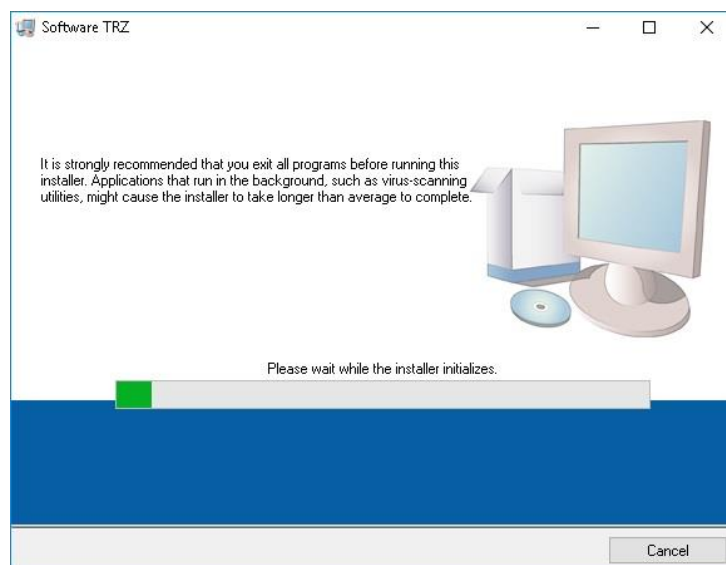 Software TRZ
It is strongly recommended that you exit all programs before running this
installer. Applications that run in the background, such as virus-scanning
utilities, might cause the installer to take longer than average to complete.
Please wait while the installer initializes.
Cancel